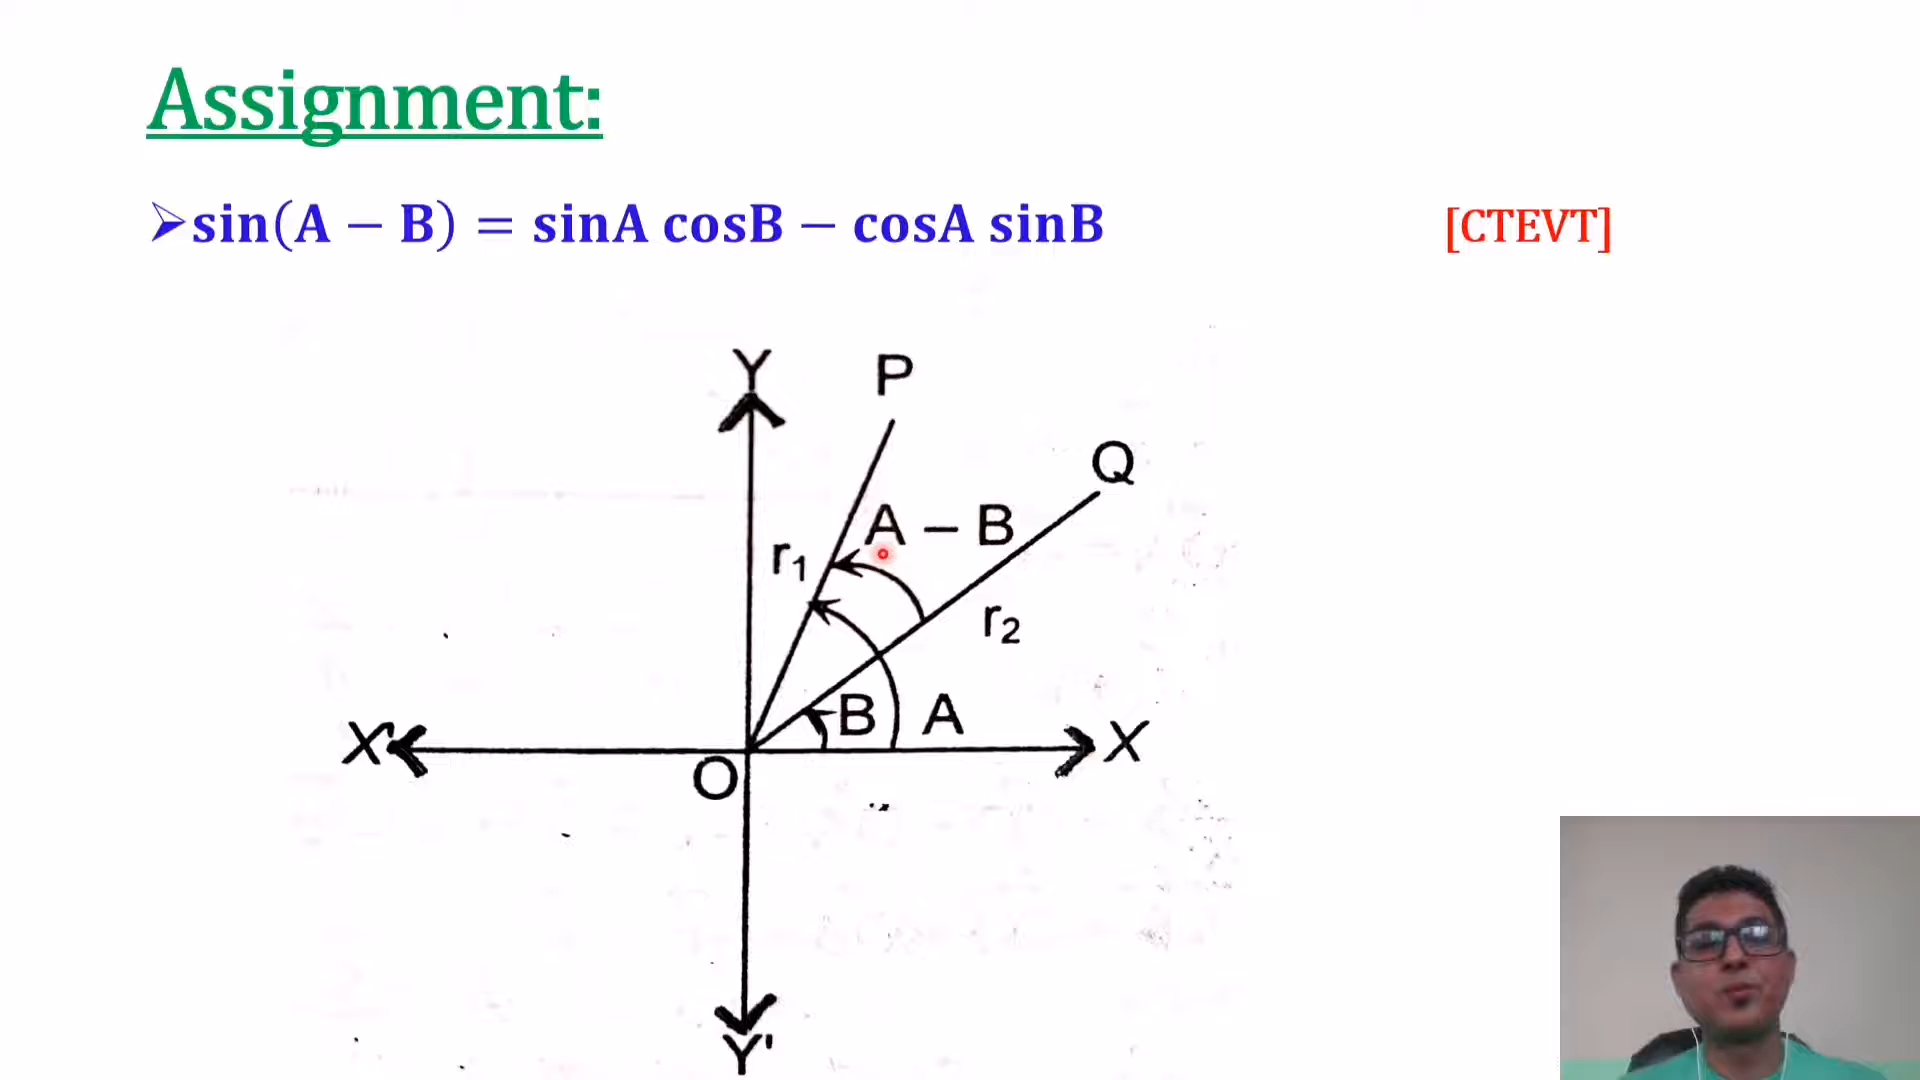 Assignment:
➢sin(A − B) = sinA cosB − cosA sinB
[CTEVT]
Y
P
Q
A – B
r₁
r₂
B
A
X'
X
O
Y'